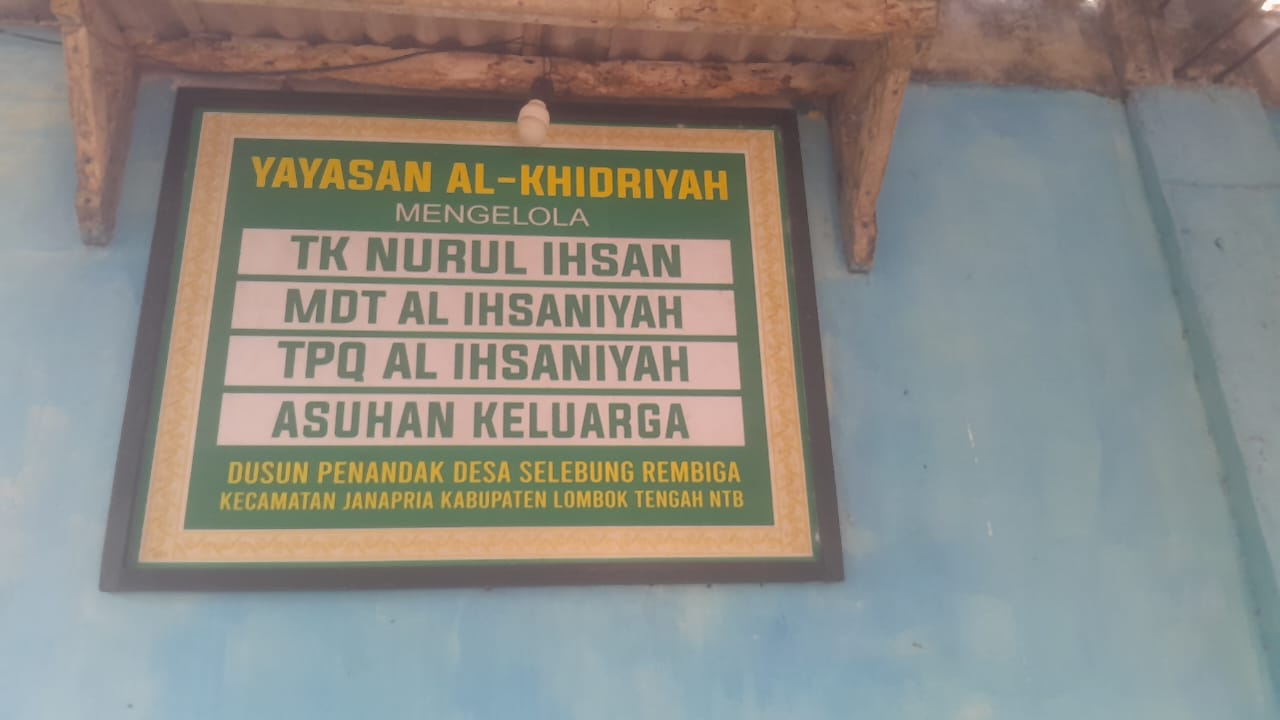 YAYASAN AL-KHIDRIYAH
MENGELOLA
TK NURUL IHSAN
MDT AL IHSANIYAH
TPQ AL IHSANIYAH
ASUHAN KELUARGA
DUSUN PENANDAK DESA SELEBUNG REMBIGA
KECAMATAN JANAPRIA KABUPATEN LOMBOK TENGAH NTB